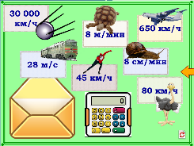 30 000
км/ч
8 м/мин
650 км/ч
28 м/с
45 км/ч
8 см/мин
80 км/ч